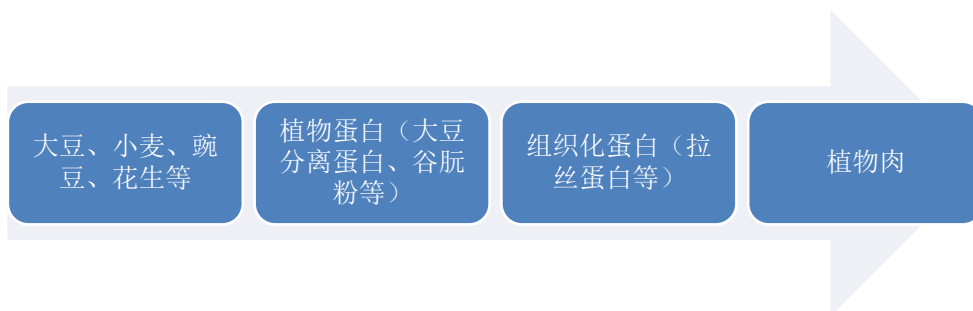 大豆、小麦、豌
豆、花生等
植物蛋白（大豆
分离蛋白、谷朊
粉等）
组织化蛋白（拉
丝蛋白等）
植物肉